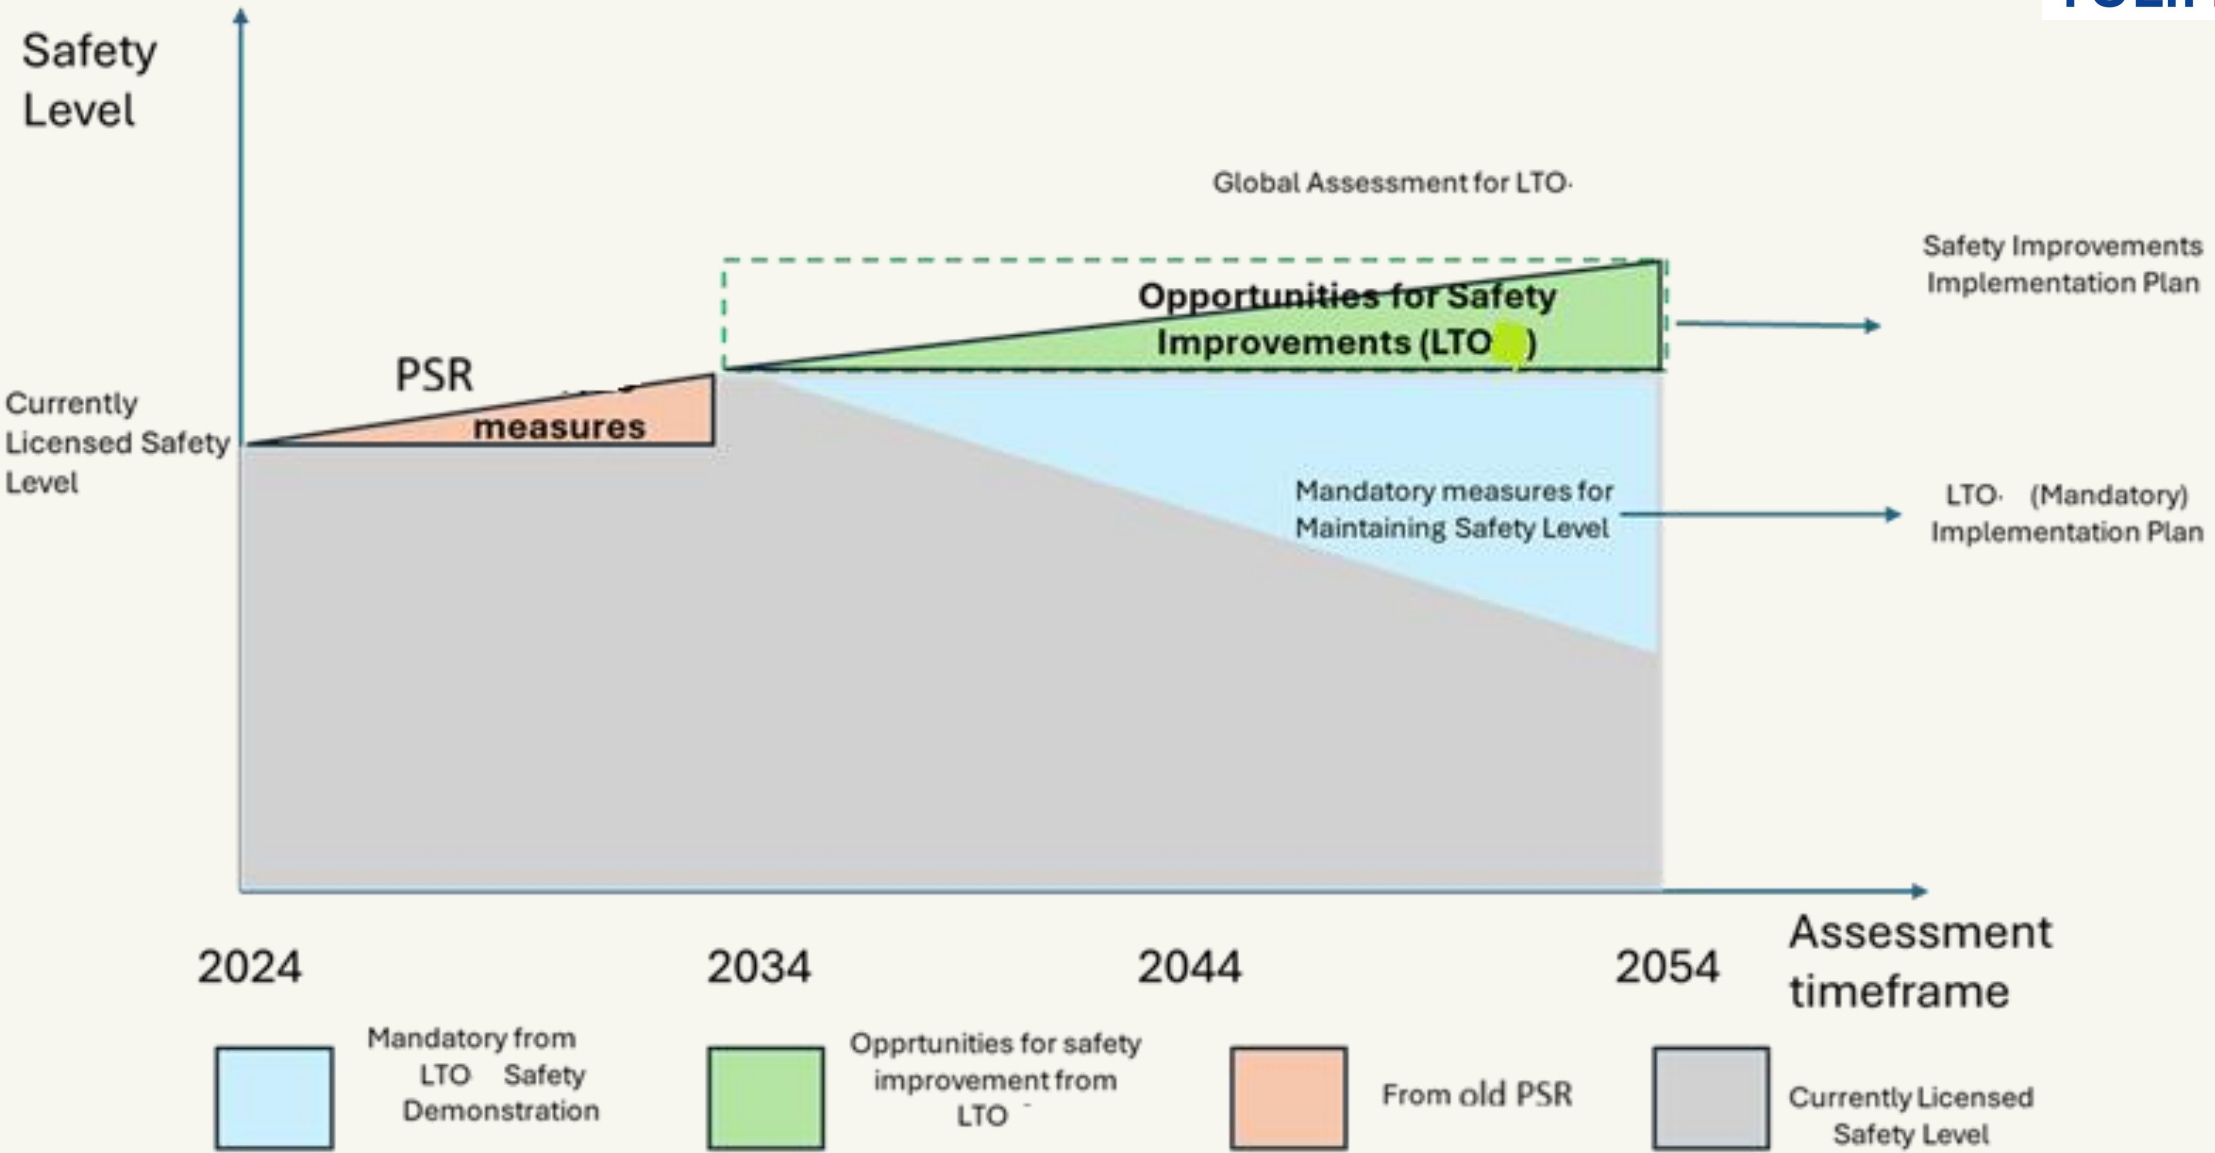 Safety
Level
Global Assessment for LTO
Safety Improvements
Implementation Plan
Opportunities for Safety
Improvements (LTO )
PSR
measures
Currently
Licensed Safety
Level
Mandatory measures for
Maintaining Safety Level
LTO (Mandatory)
Implementation Plan
Assessment
timeframe
2024
2034
2044
2054
Mandatory from
LTO Safety
Demonstration
Opprtunities for safety
improvement from
LTO
From old PSR
Currently Licensed
Safety Level